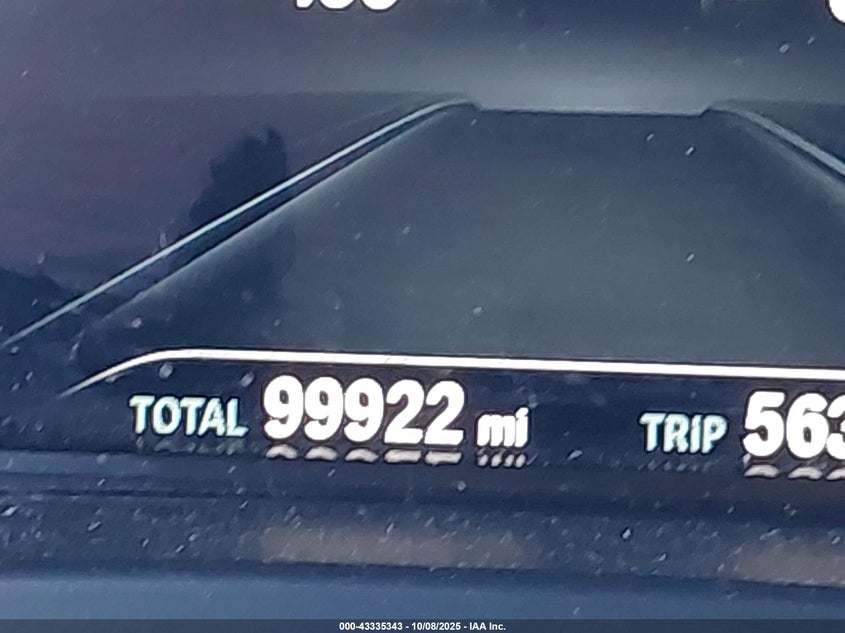 TOTAL 99922 mi TRIP 563
000-43335343 - 10/08/2025 - IAA Inc.